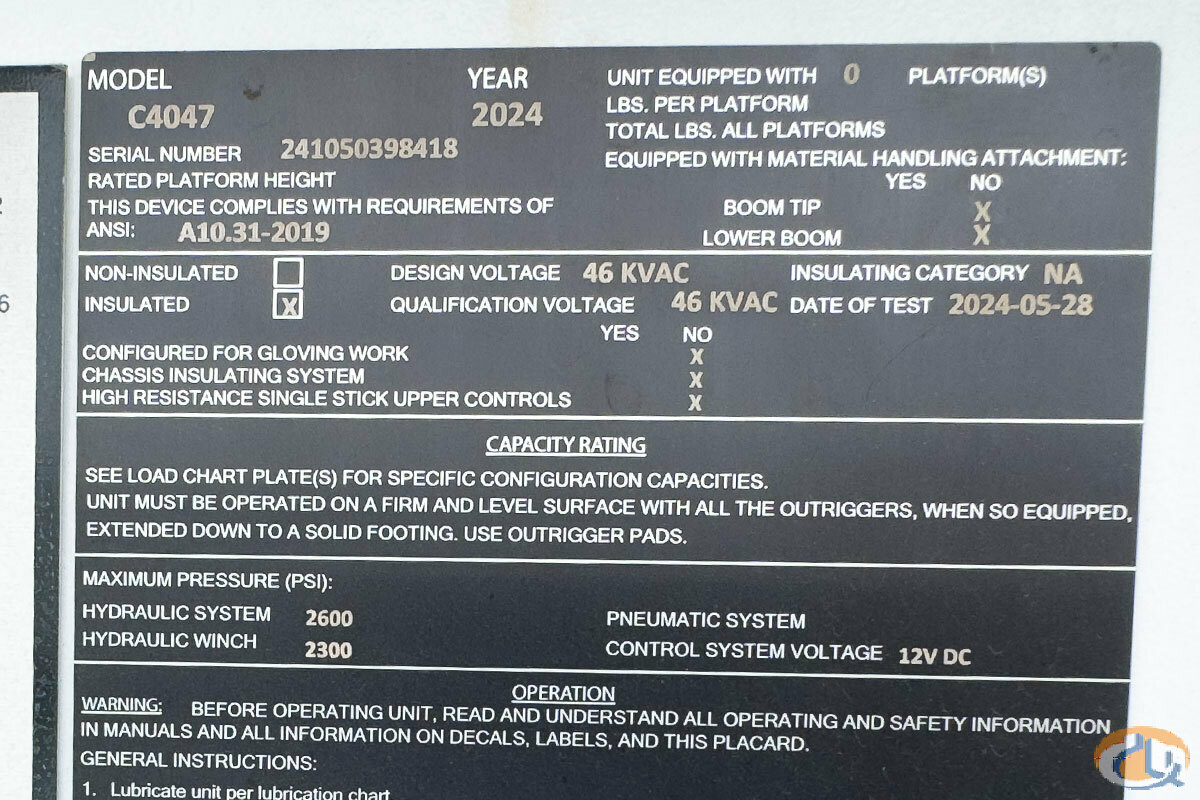 MODEL YEAR
C4047 2024
SERIAL NUMBER 241050398418
RATED PLATFORM HEIGHT
THIS DEVICE COMPLIES WITH REQUIREMENTS OF
ANSI: A10.31-2019
UNIT EQUIPPED WITH 0 PLATFORM(S)
LBS. PER PLATFORM
TOTAL LBS. ALL PLATFORMS
EQUIPPED WITH MATERIAL HANDLING ATTACHMENT:
YES NO
BOOM TIP X
LOWER BOOM X
NON-INSULATED DESIGN VOLTAGE 46 KVAC INSULATING CATEGORY NA
INSULATED X QUALIFICATION VOLTAGE 46 KVAC DATE OF TEST 2024-05-28
YES NO
CONFIGURED FOR GLOVING WORK X
CHASSIS INSULATING SYSTEM X
HIGH RESISTANCE SINGLE STICK UPPER CONTROLS X
CAPACITY RATING
SEE LOAD CHART PLATE(S) FOR SPECIFIC CONFIGURATION CAPACITIES.
UNIT MUST BE OPERATED ON A FIRM AND LEVEL SURFACE WITH ALL THE OUTRIGGERS, WHEN SO EQUIPPED,
EXTENDED DOWN TO A SOLID FOOTING. USE OUTRIGGER PADS.
MAXIMUM PRESSURE (PSI):
HYDRAULIC SYSTEM 2600 PNEUMATIC SYSTEM
HYDRAULIC WINCH 2300 CONTROL SYSTEM VOLTAGE 12V DC
OPERATION
WARNING: BEFORE OPERATING UNIT, READ AND UNDERSTAND ALL OPERATING AND SAFETY INFORMATION
IN MANUALS AND ALL INFORMATION ON DECALS, LABELS, AND THIS PLACARD.
GENERAL INSTRUCTIONS:
1. Lubricate unit per lubrication chart